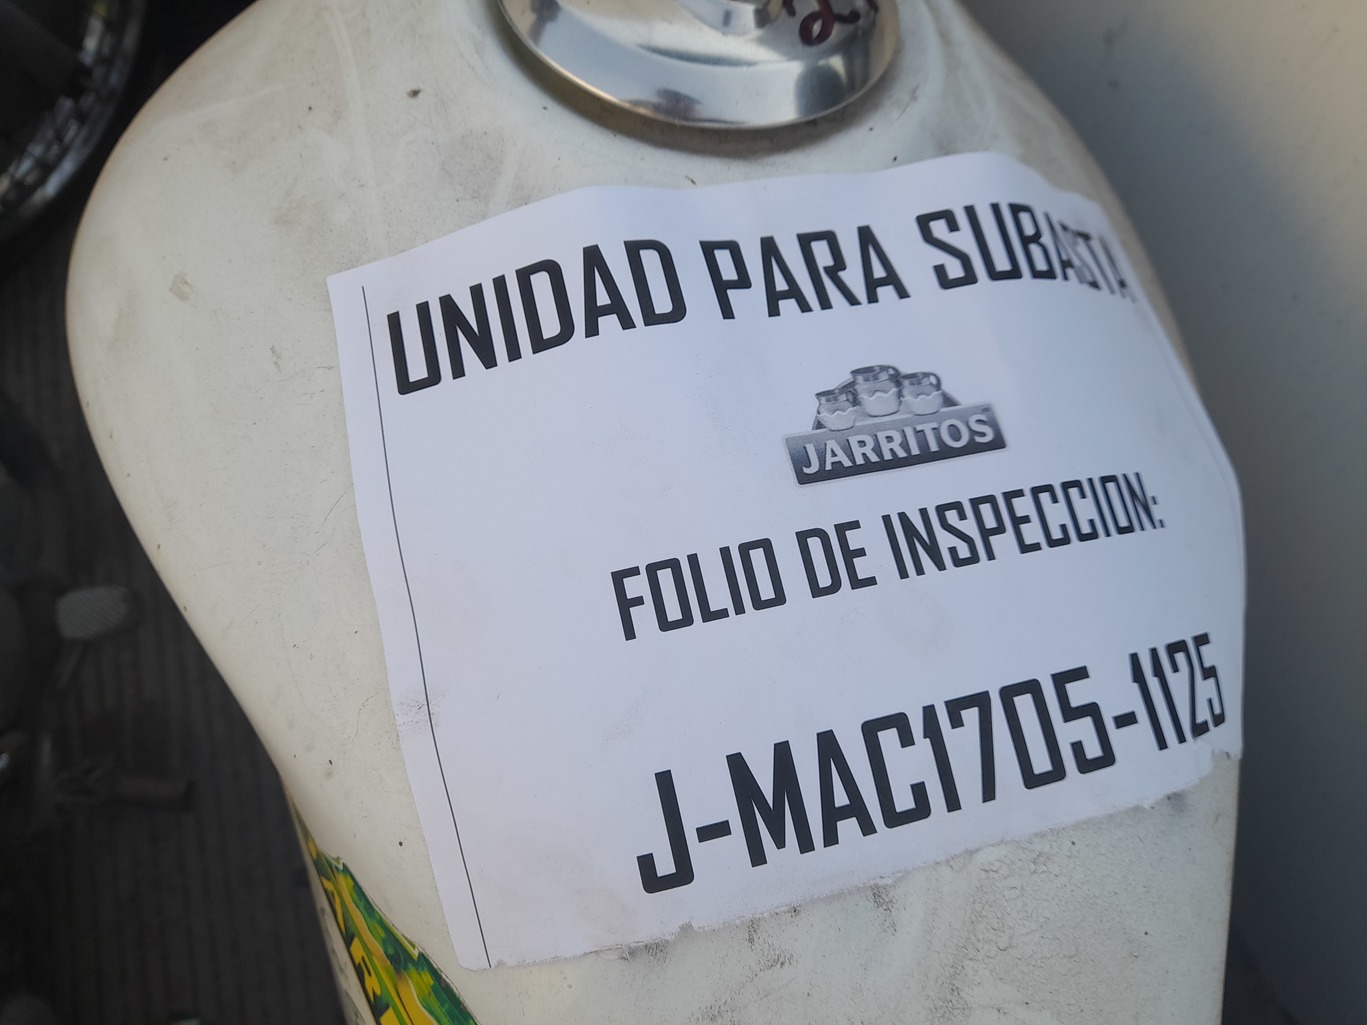 UNIDAD PARA SUBASTA
JARRITOS
FOLIO DE INSPECCION:
J-MAC1705-1125